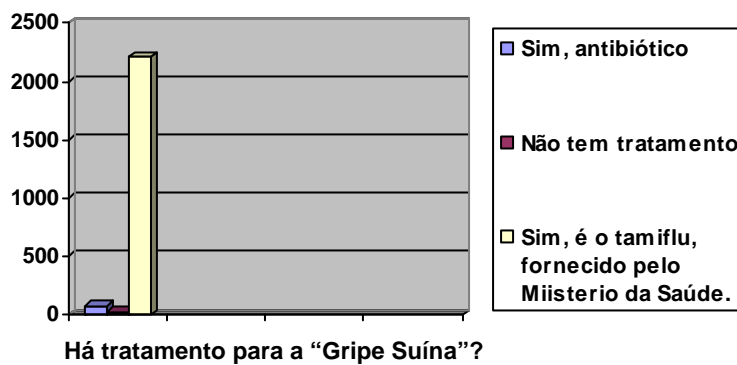 2500
2000
1500
1000
500
0
Sim, antibiótico
Não tem tratamento
Sim, é o tamiflu,
fornecido pelo
Miisterio da Saúde.
Há tratamento para a “Gripe Suína”?